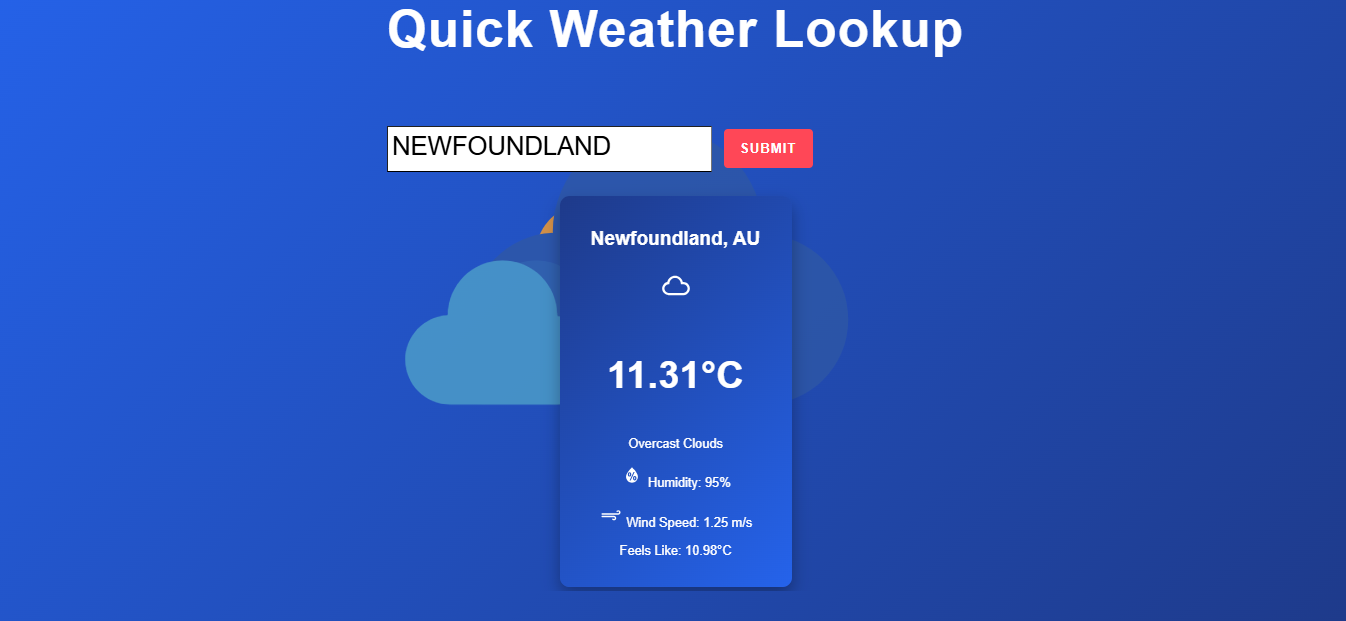 Quick Weather Lookup
NEWFOUNDLAND
SUBMIT
Newfoundland, AU
11.31°C
Overcast Clouds
% Humidity: 95%
Wind Speed: 1.25 m/s
Feels Like: 10.98°C